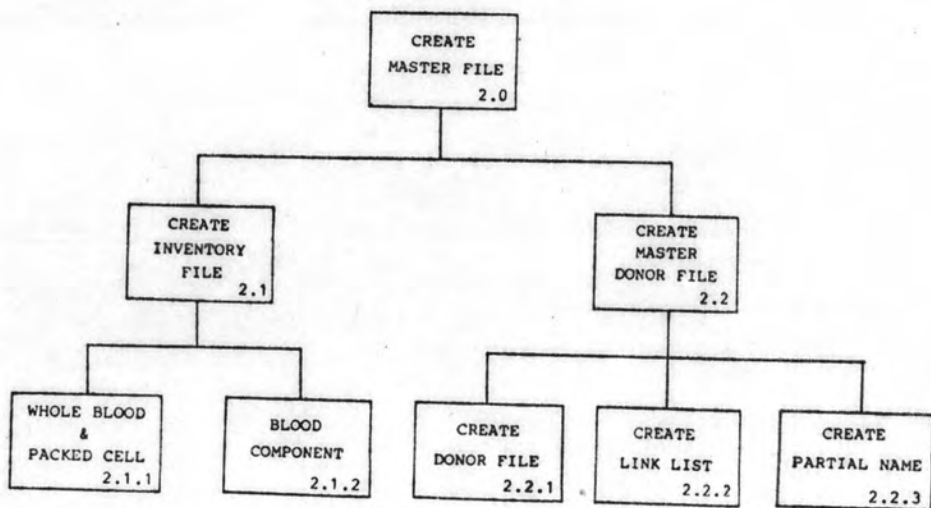 CREATE
MASTER FILE
2.0
CREATE
INVENTORY
FILE
2.1
CREATE
MASTER
DONOR FILE
2.2
WHOLE BLOOD
&
PACKED CELL
2.1.1
BLOOD
COMPONENT
2.1.2
CREATE
DONOR FILE
2.2.1
CREATE
LINK LIST
2.2.2
CREATE
PARTIAL NAME
2.2.3